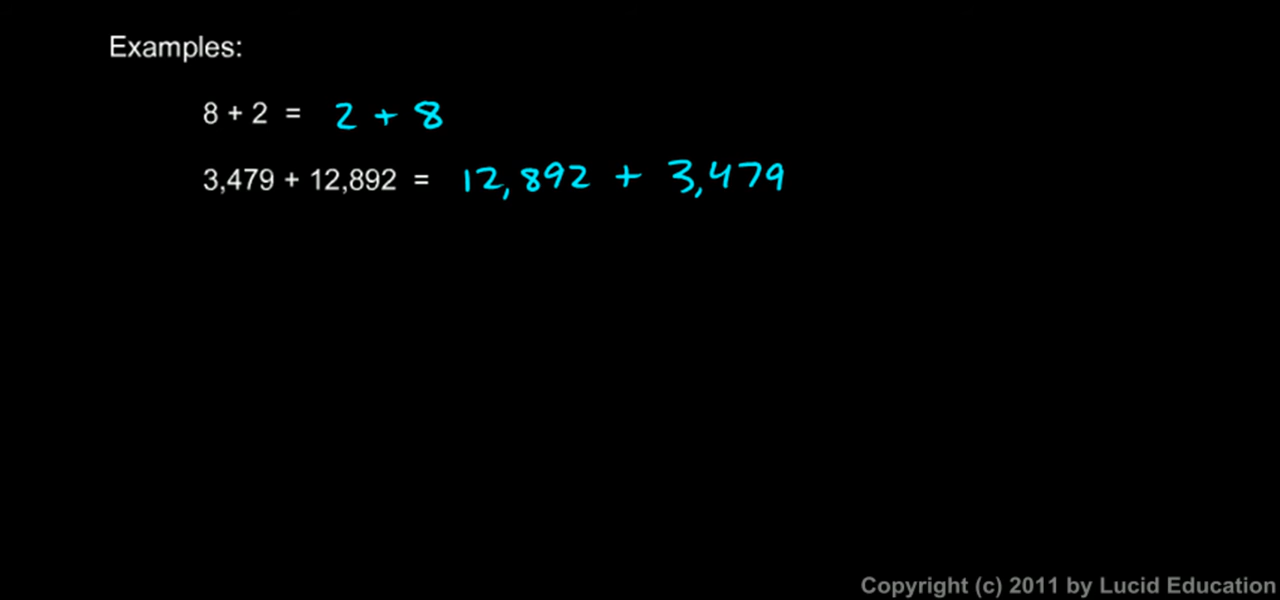 Examples:
8 + 2 = 2 + 8
3,479 + 12,892 = 12,892 + 3,479
Copyright (c) 2011 by Lucid Education